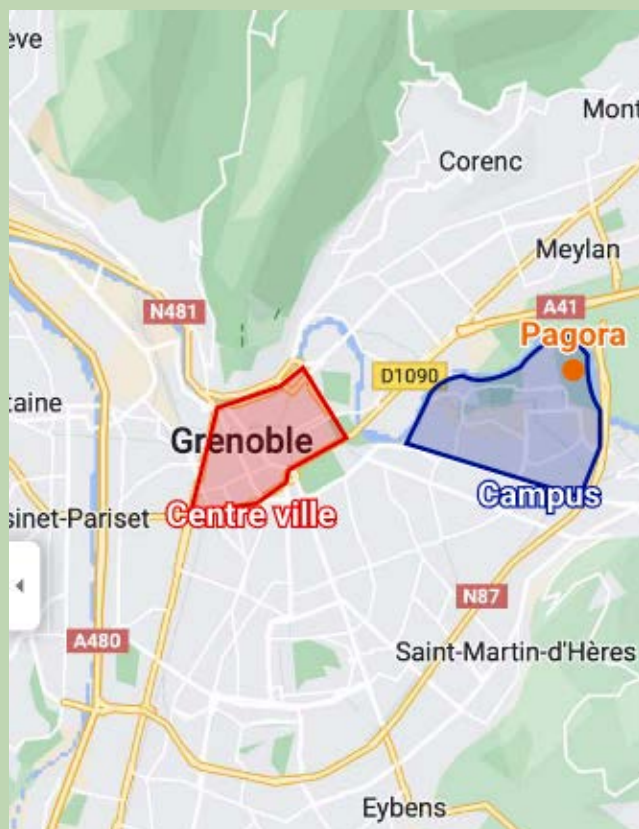 eve
Mont
Corenc
Meylan
N481
A41
Pagora
D1090
taine
Grenoble
Campus
Centre ville
sinet-Pariset
N87
A480
Saint-Martin-d'Hères
Eybens